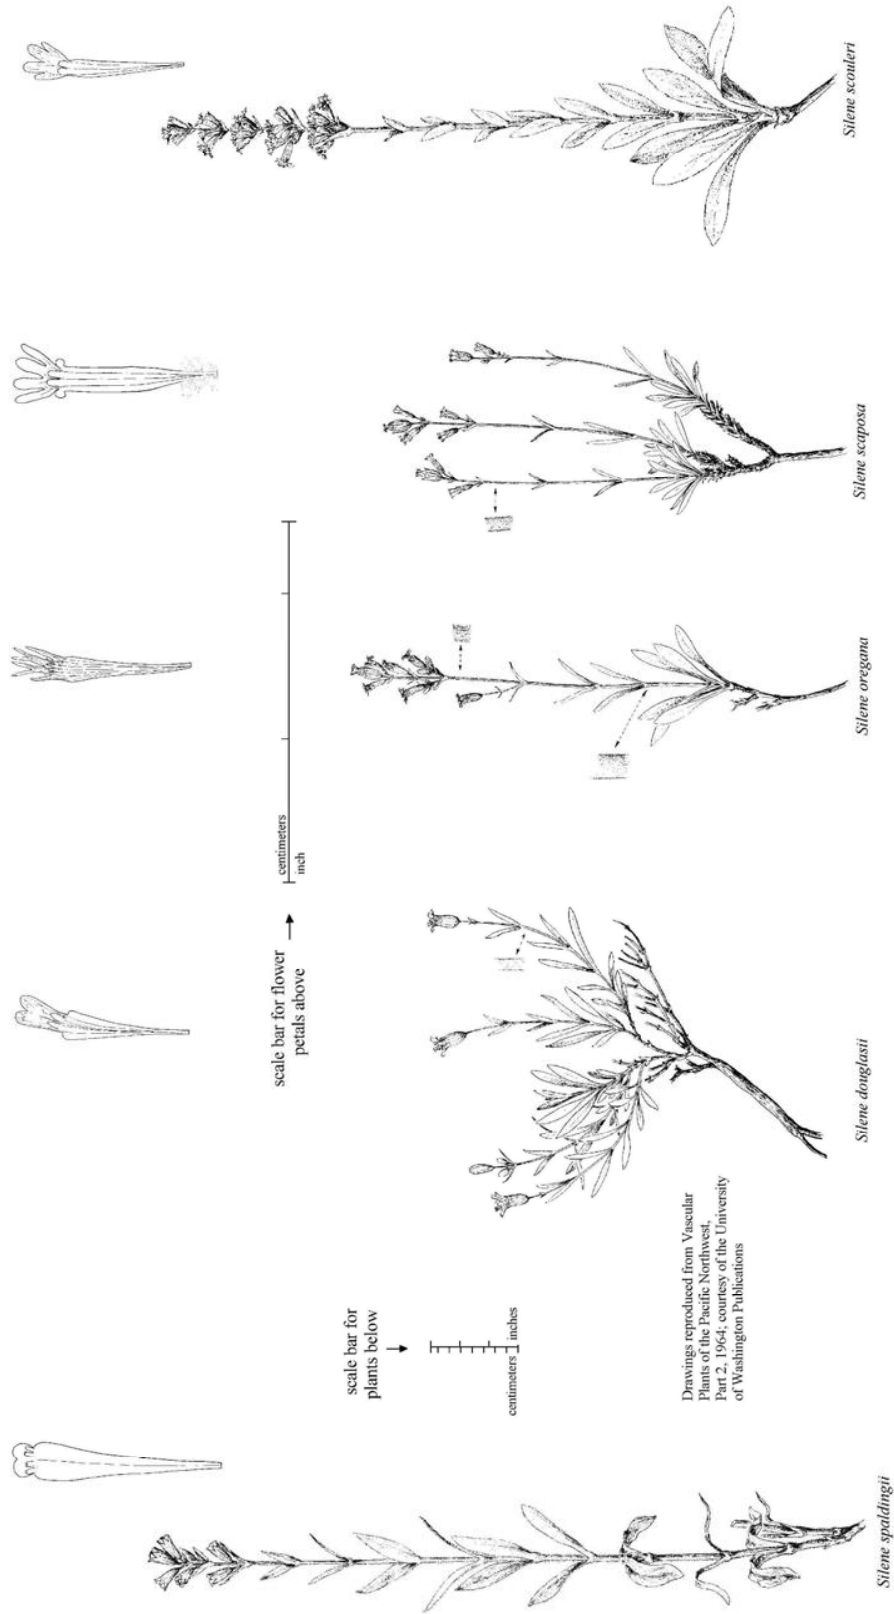 scale bar for flower
petals above
centimeters
inch
scale bar for
plants below
centimeters
inches
Drawings reproduced from Vascular
Plants of the Pacific Northwest,
Part 2, 1964; courtesy of the University
of Washington Publications
Silene spaldingii
Silene douglasii
Silene oregana
Silene scaposa
Silene scouleri